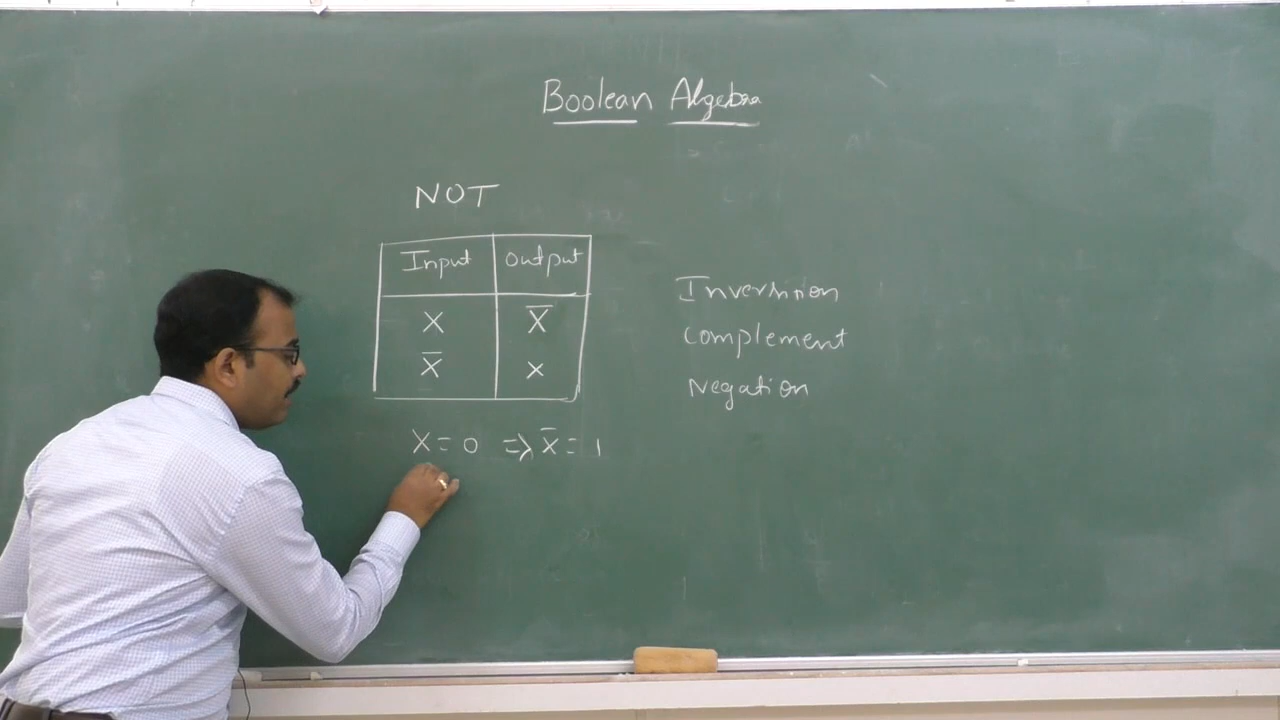 Boolean Algebra
NOT
Input Output
X X̅
X̅ X
X = 0 => X̅ = 1
Inversion
Complement
Negation